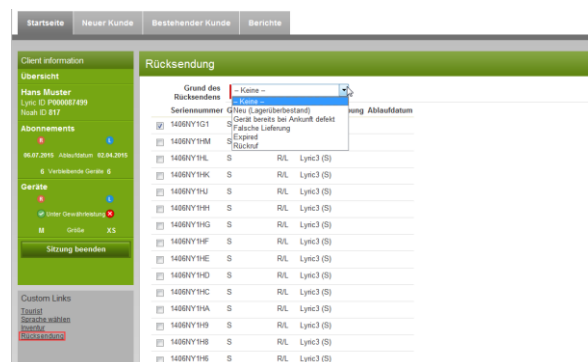 Startseite Neuer Kunde Bestehender Kunde Berichte
Client information
Übersicht
Hans Muster
Lyric ID P000087499
Noah ID 817
Abonnements
R L
06.07.2015 Ablaufdatum 02.04.2015
6 Verbleibende Geräte 6
Geräte
R L
Unter Gewährleistung
M Größe XS
Sitzung beenden
Custom Links
Tourist
Sprache wählen
Inventur
Rücksendung
Rücksendung
Grund des Rücksendens
-- Keine --
-- Keine --
Neu (Lagerüberbestand)
Gerät bereits bei Ankunft defekt
Falsche Lieferung
Expired
Rückruf
Seriennummer G ung Ablaufdatum
1406NY1G1 S
1406NY1HM S
1406NY1HL S R/L Lyric3 (S)
1406NY1HK S R/L Lyric3 (S)
1406NY1HJ S R/L Lyric3 (S)
1406NY1HH S R/L Lyric3 (S)
1406NY1HG S R/L Lyric3 (S)
1406NY1HF S R/L Lyric3 (S)
1406NY1HE S R/L Lyric3 (S)
1406NY1HD S R/L Lyric3 (S)
1406NY1HC S R/L Lyric3 (S)
1406NY1HA S R/L Lyric3 (S)
1406NY1H9 S R/L Lyric3 (S)
1406NY1H8 S R/L Lyric3 (S)
1406NY1H6 S R/L Lyric3 (S)